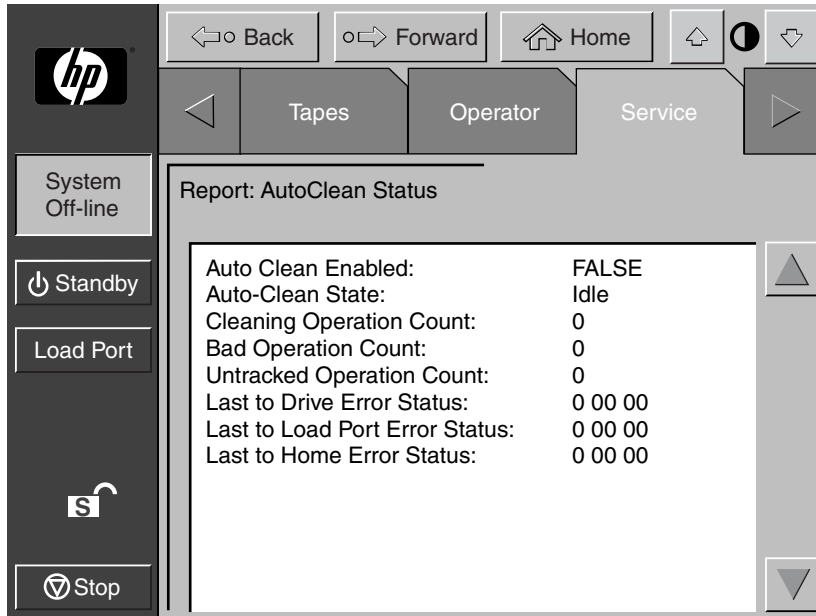 hp
Back
Forward
Home
Tapes
Operator
Service
System
Off-line
Standby
Load Port
S
Stop
Report: AutoClean Status
Auto Clean Enabled: FALSE
Auto-Clean State: Idle
Cleaning Operation Count: 0
Bad Operation Count: 0
Untracked Operation Count: 0
Last to Drive Error Status: 0 00 00
Last to Load Port Error Status: 0 00 00
Last to Home Error Status: 0 00 00